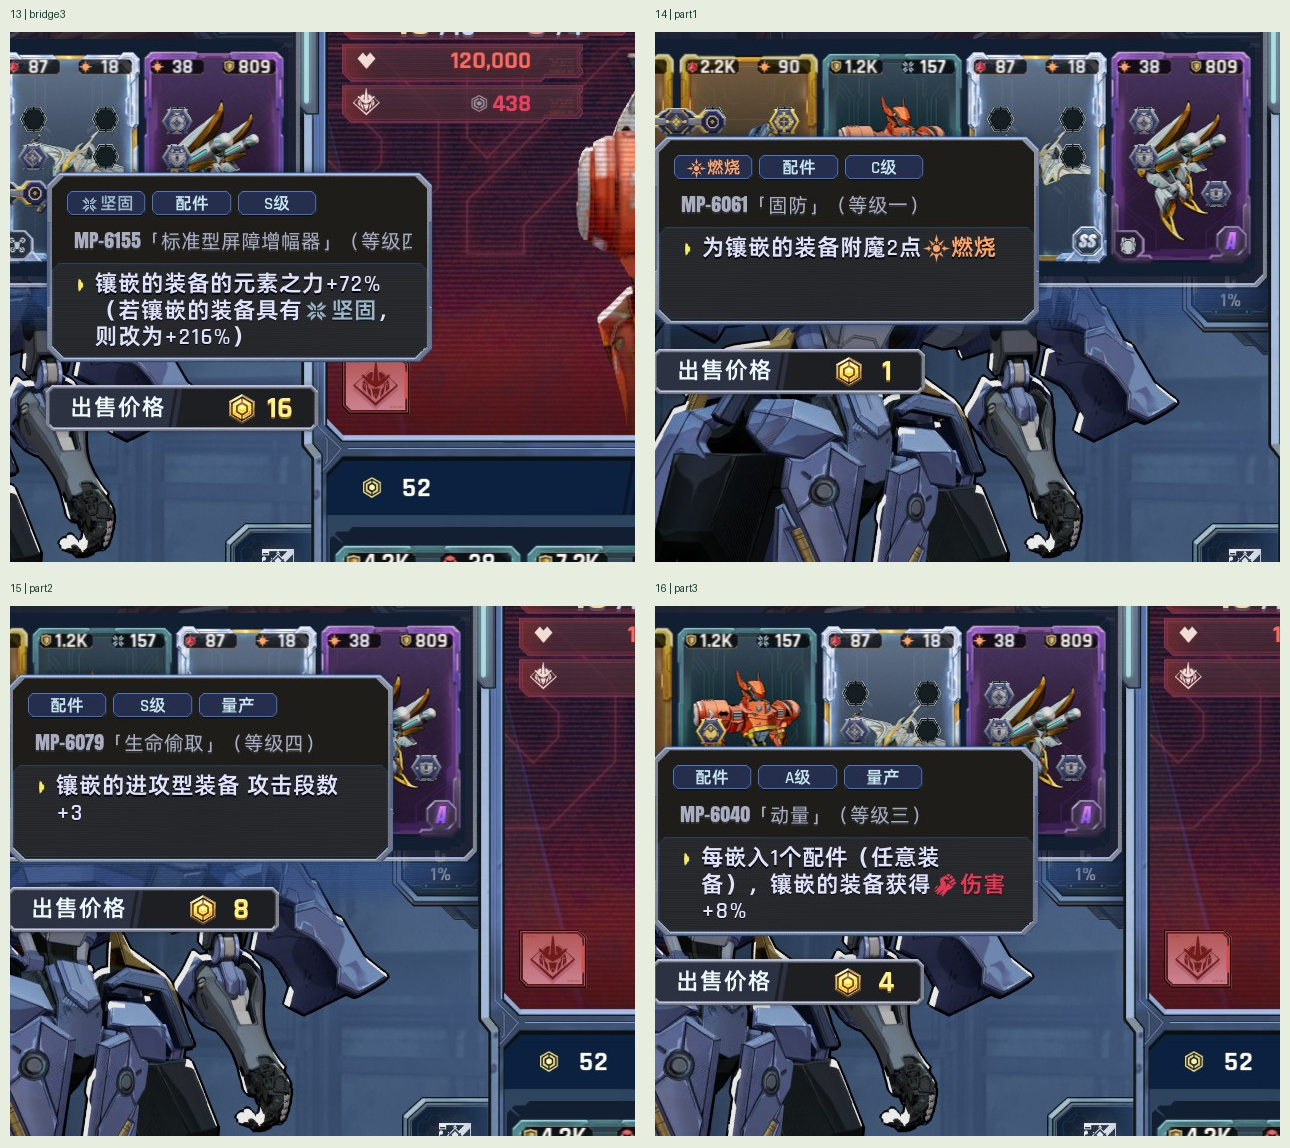 13 | bridge3
87
18
38
809
120,000
438
坚固
配件
S级
MP-6155「标准型屏障增幅器」（等级
镶嵌的装备的元素之力+72%
（若镶嵌的装备具有坚固，
则改为+216%）
出售价格
16
52
4.2K
28
7.2K
14 | part1
2.2K
90
1.2K
157
87
18
38
809
燃烧
配件
C级
MP-6061「固防」（等级一）
为镶嵌的装备附魔2点燃烧
SS
A
1%
出售价格
1
15 | part2
1.2K
157
87
18
38
809
配件
S级
量产
MP-6079「生命偷取」（等级四）
镶嵌的进攻型装备 攻击段数
+3
A
1%
出售价格
8
52
4.2K
16 | part3
1.2K
157
87
18
38
809
配件
A级
量产
MP-6040「动量」（等级三）
每嵌入1个配件（任意装
备），镶嵌的装备获得伤害
+8%
A
1%
出售价格
4
52
4.2K